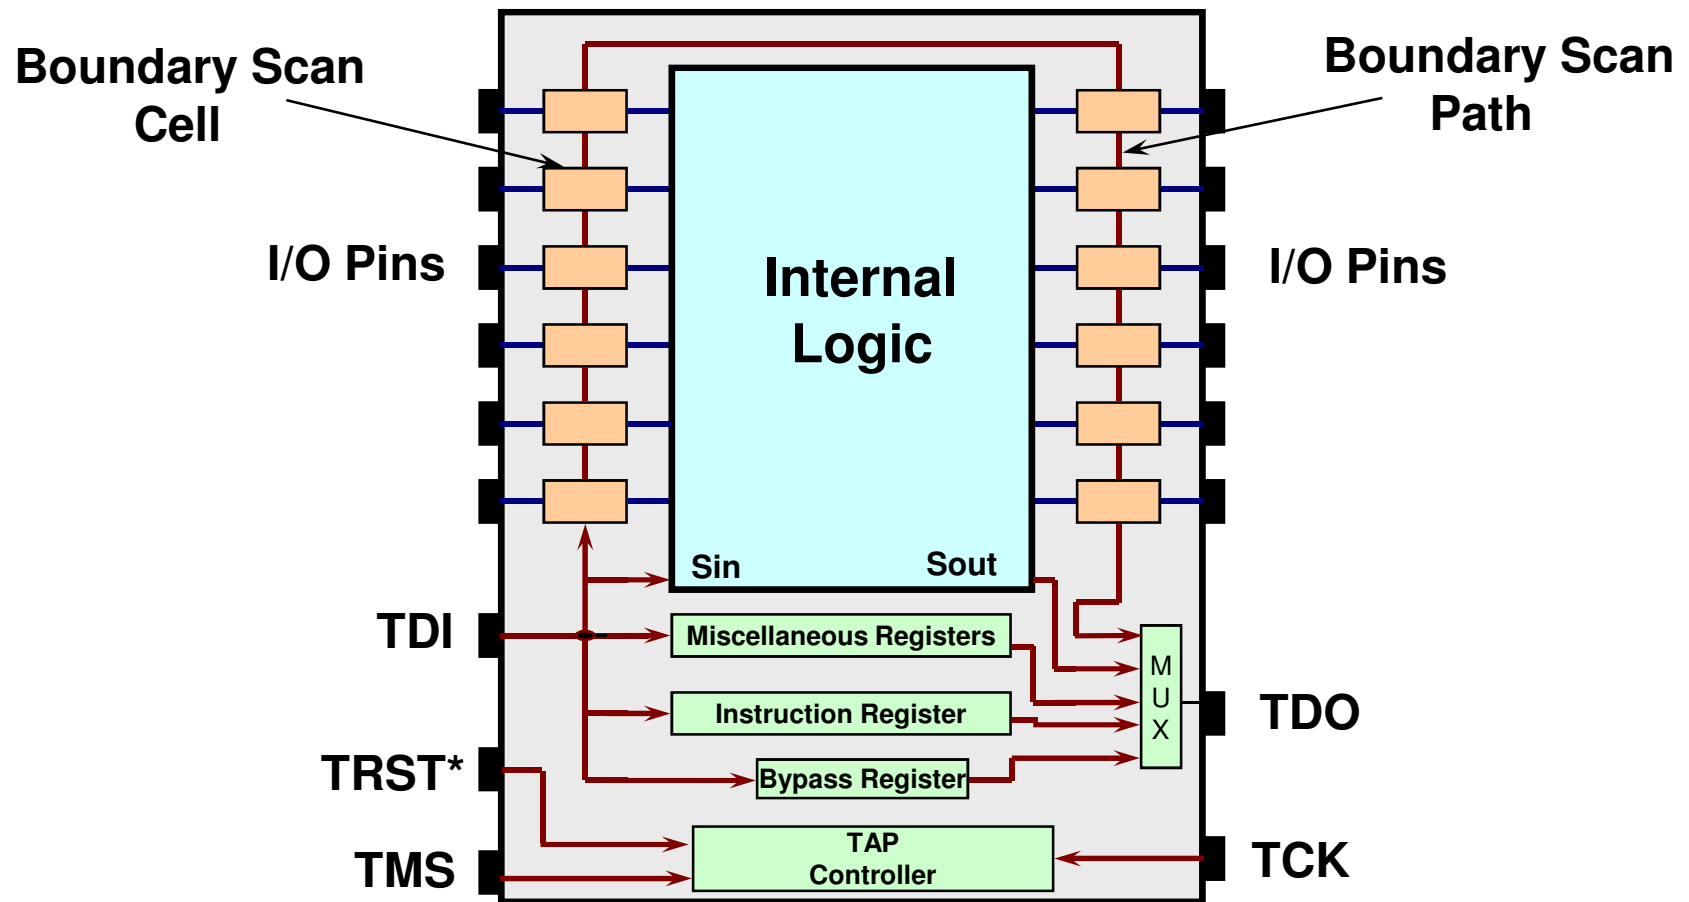 Boundary Scan
Cell
Boundary Scan
Path
I/O Pins
I/O Pins
Internal
Logic
Sin
Sout
TDI
Miscellaneous Registers
M
U
X
Instruction Register
TDO
TRST*
Bypass Register
TAP
Controller
TMS
TCK